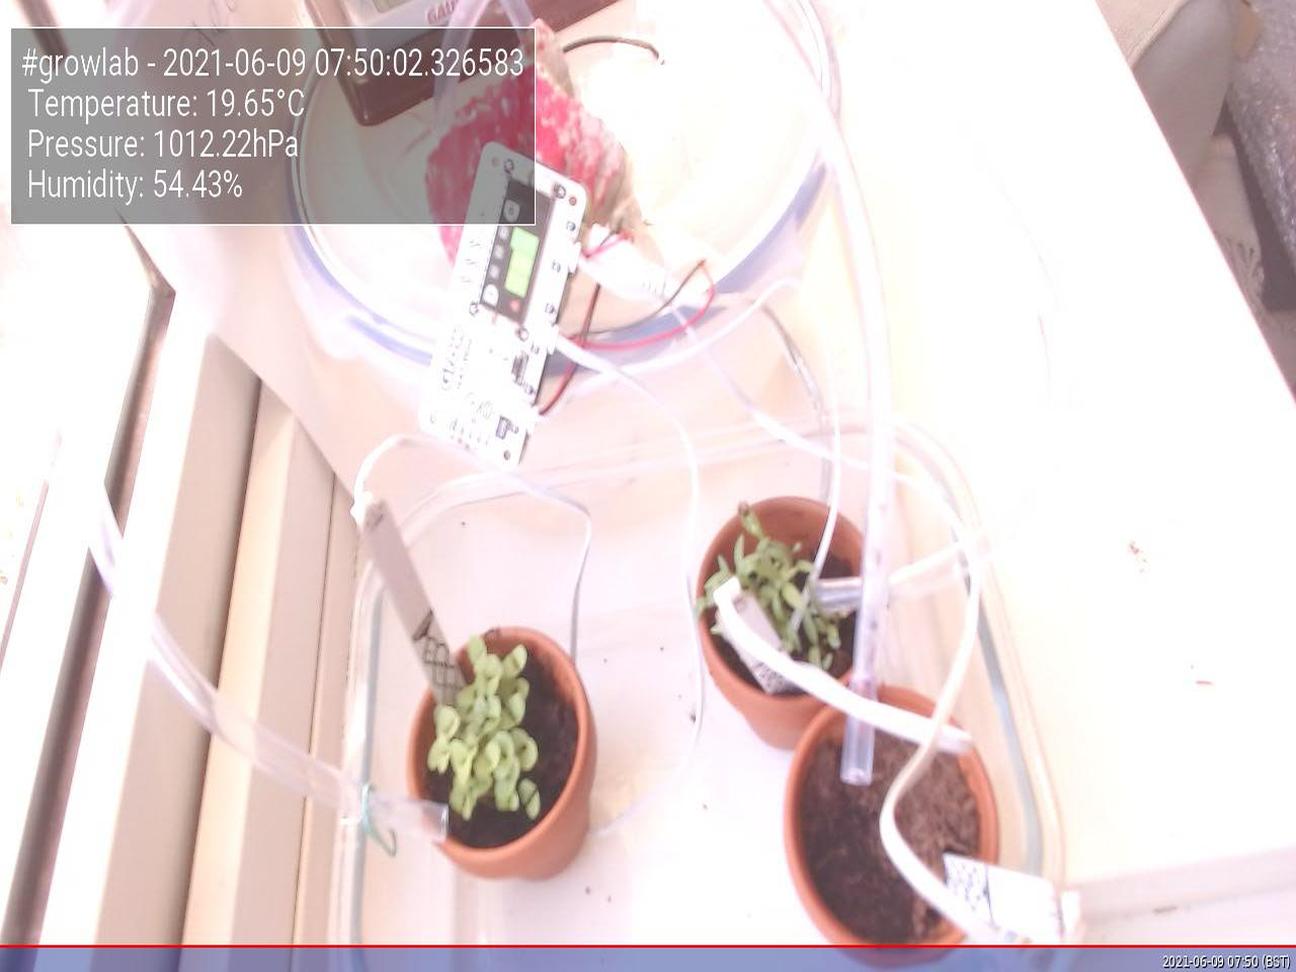 #growlab - 2021-06-09 07:50:02.326583
Temperature: 19.65°C
Pressure: 1012.22hPa
Humidity: 54.43%
2021-06-09 07:50 (BST)